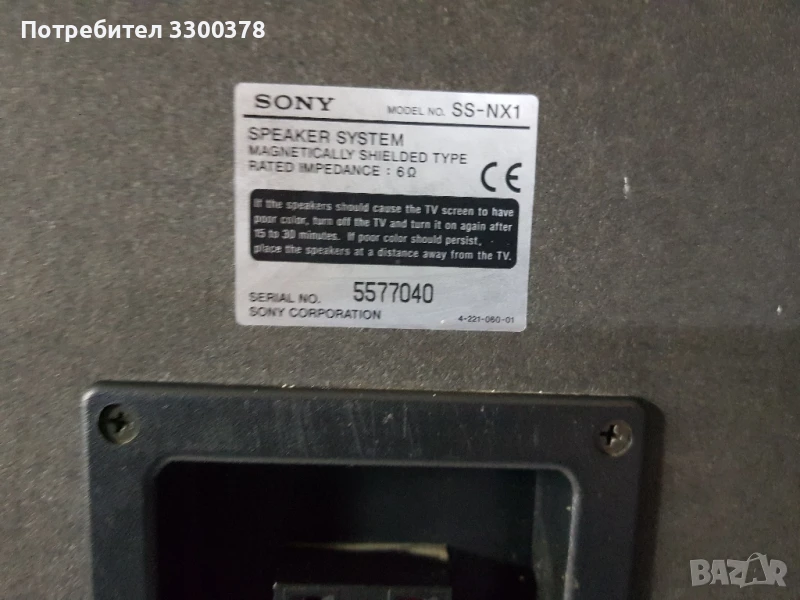 Потребител 3300378
SONY MODEL NO. SS-NX1
SPEAKER SYSTEM
MAGNETICALLY SHIELDED TYPE
RATED IMPEDANCE : 6 Ω
CE
If the speakers should cause the TV screen to have
poor color, turn off the TV and turn it on again after
15 to 30 minutes. If poor color should persist,
place the speakers at a distance away from the TV.
SERIAL NO. 5577040
SONY CORPORATION 4-221-060-01
BAZAR